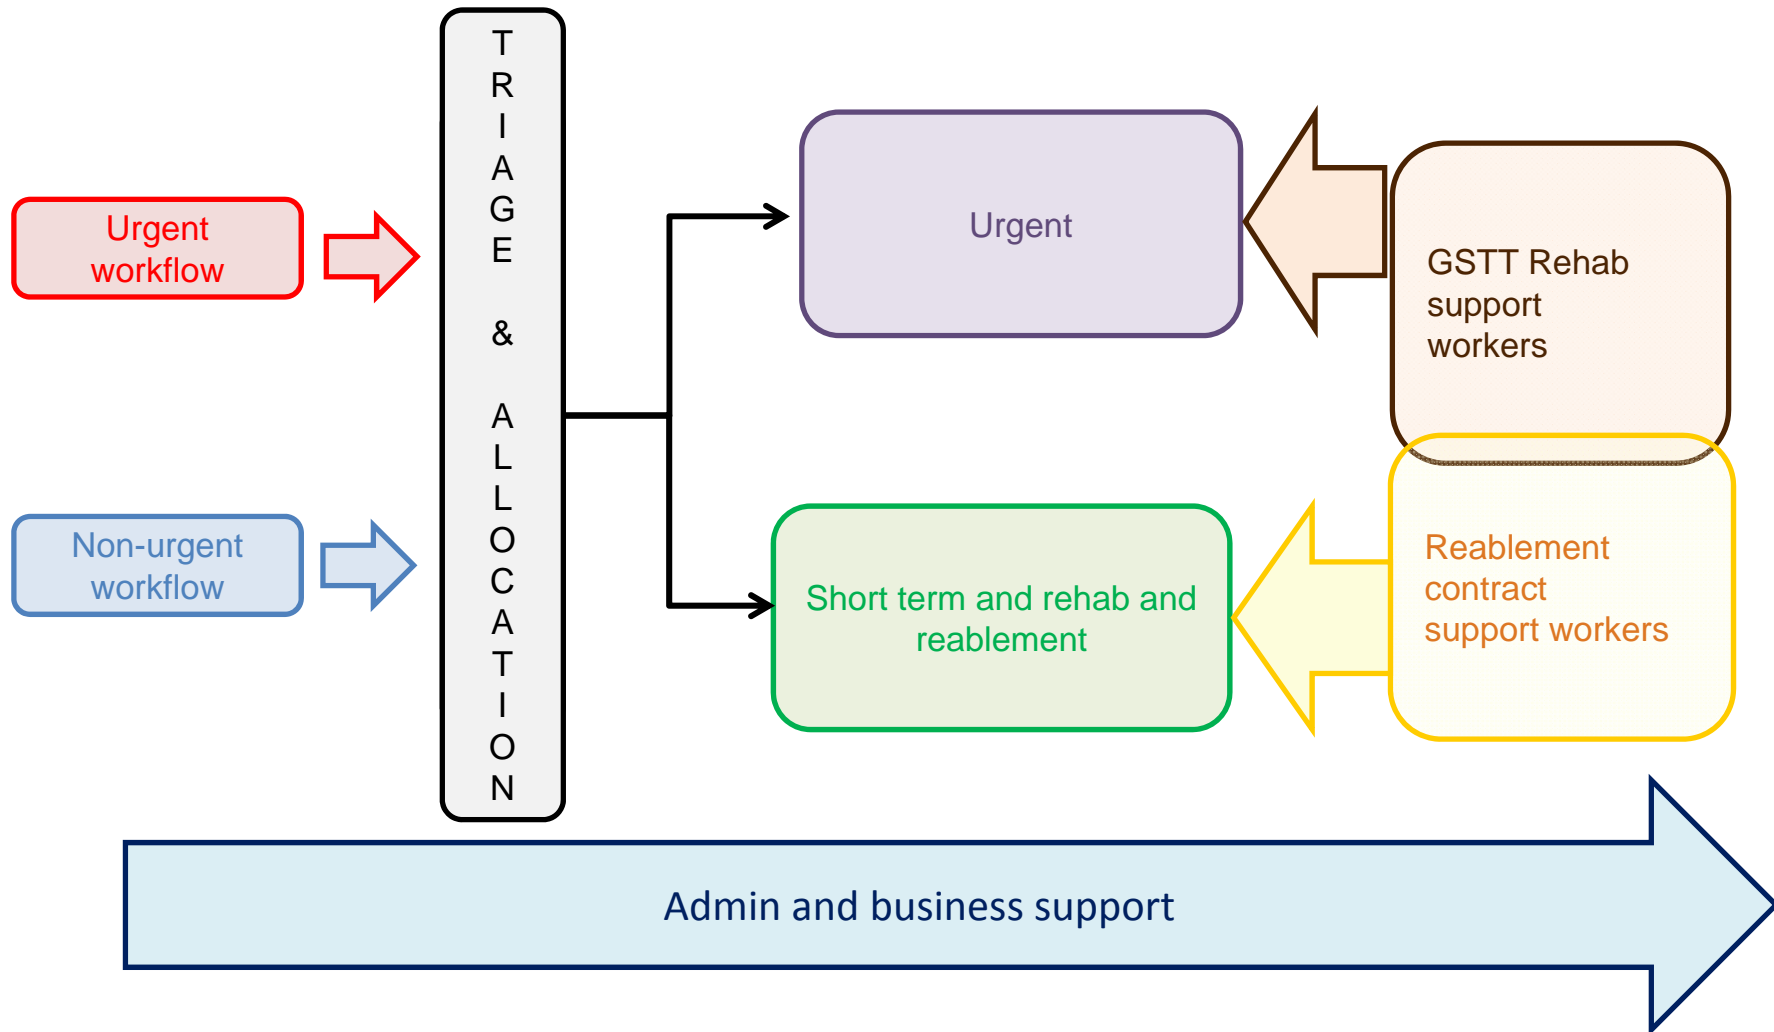 Urgent
workflow
Non-urgent
workflow
T
R
I
A
G
E
&
A
L
L
O
C
A
T
I
O
N
Urgent
Short term and rehab and
reablement
GSTT Rehab
support
workers
Reablement
contract
support workers
Admin and business support